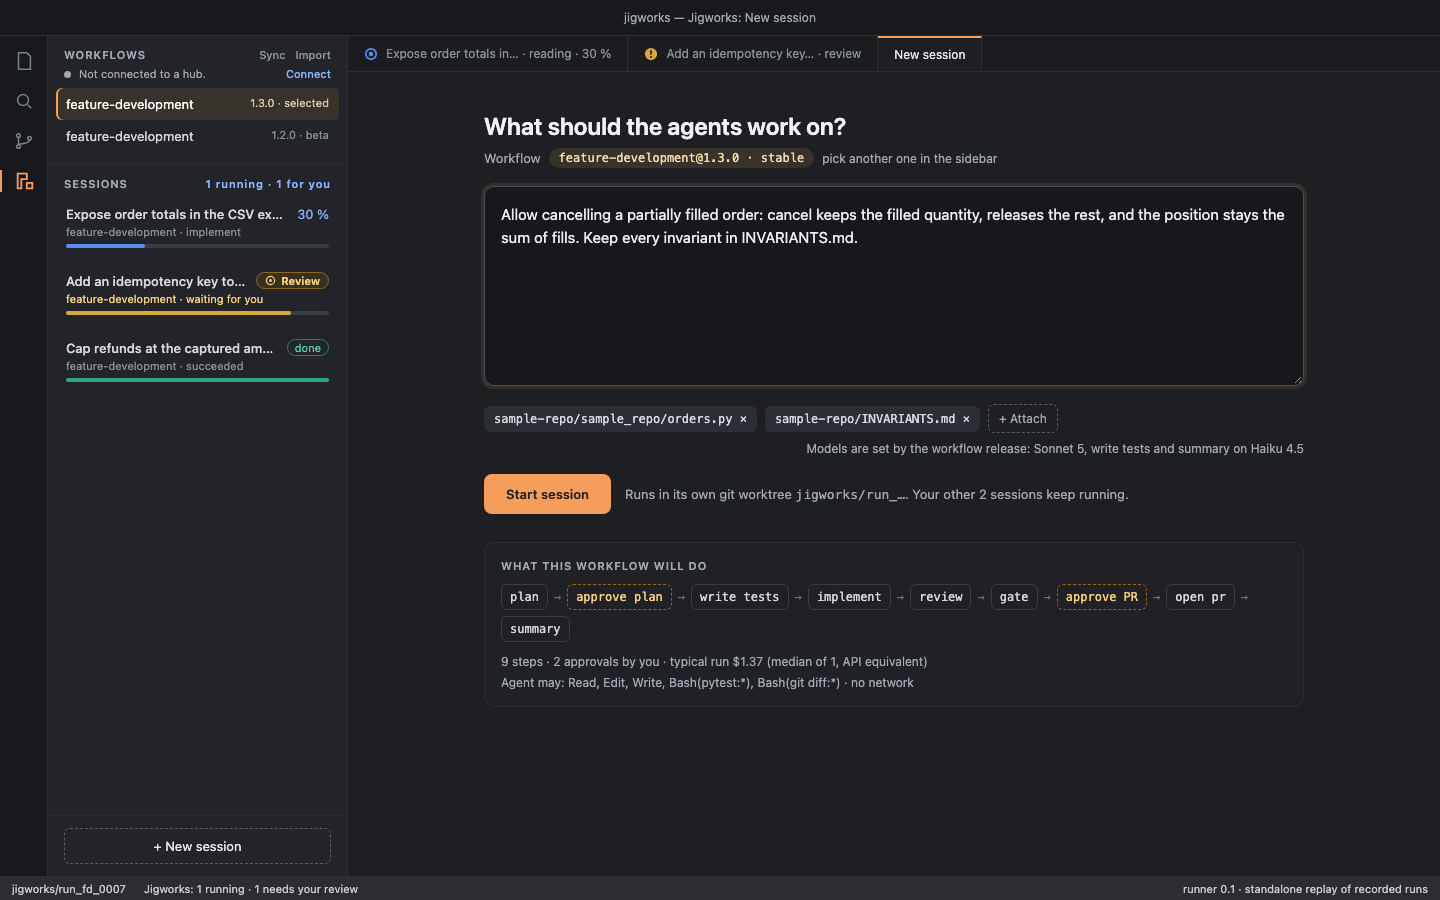 jigworks — Jigworks: New session
WORKFLOWS Sync Import
Not connected to a hub. Connect
feature-development 1.3.0 · selected
feature-development 1.2.0 · beta
SESSIONS 1 running · 1 for you
Expose order totals in the CSV ex... 30 %
feature-development · implement
Add an idempotency key to... Review
feature-development · waiting for you
Cap refunds at the captured am... done
feature-development · succeeded
+ New session
Expose order totals in... · reading · 30 % Add an idempotency key... · review New session
What should the agents work on?
Workflow feature-development@1.3.0 · stable pick another one in the sidebar
Allow cancelling a partially filled order: cancel keeps the filled quantity, releases the rest, and the position stays the
sum of fills. Keep every invariant in INVARIANTS.md.
sample-repo/sample_repo/orders.py × sample-repo/INVARIANTS.md × + Attach
Models are set by the workflow release: Sonnet 5, write tests and summary on Haiku 4.5
Start session Runs in its own git worktree jigworks/run_…. Your other 2 sessions keep running.
WHAT THIS WORKFLOW WILL DO
plan → approve plan → write tests → implement → review → gate → approve PR → open pr →
summary
9 steps · 2 approvals by you · typical run $1.37 (median of 1, API equivalent)
Agent may: Read, Edit, Write, Bash(pytest:*), Bash(git diff:*) · no network
jigworks/run_fd_0007 Jigworks: 1 running · 1 needs your review runner 0.1 · standalone replay of recorded runs